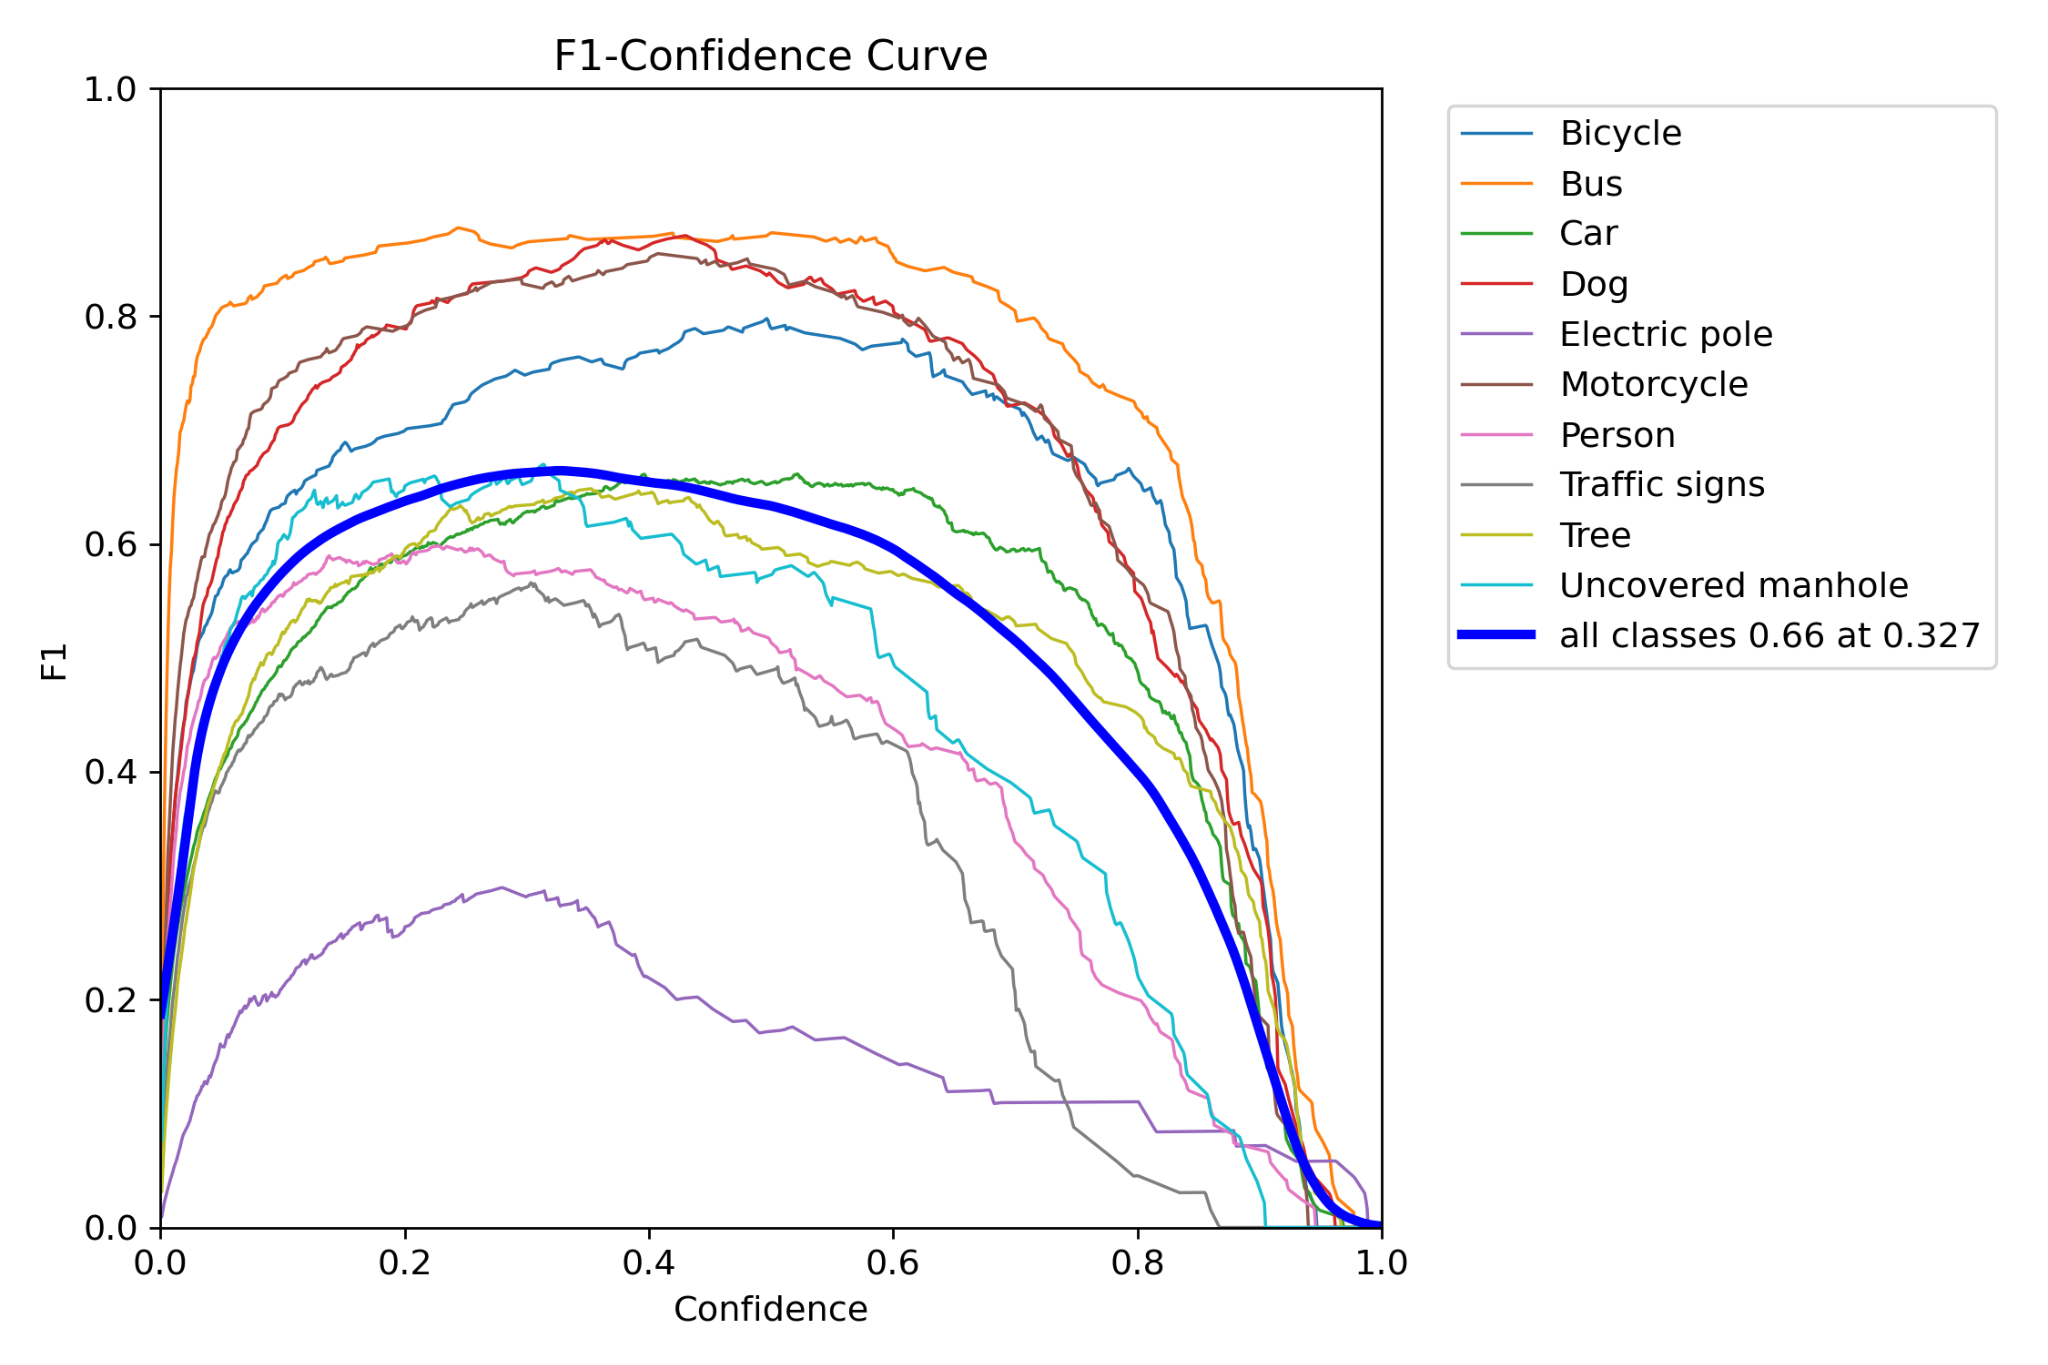 F1-Confidence Curve
1.0
0.8
0.6
0.4
0.2
0.0
F1
0.0 0.2 0.4 0.6 0.8 1.0
Confidence
Bicycle
Bus
Car
Dog
Electric pole
Motorcycle
Person
Traffic signs
Tree
Uncovered manhole
all classes 0.66 at 0.327